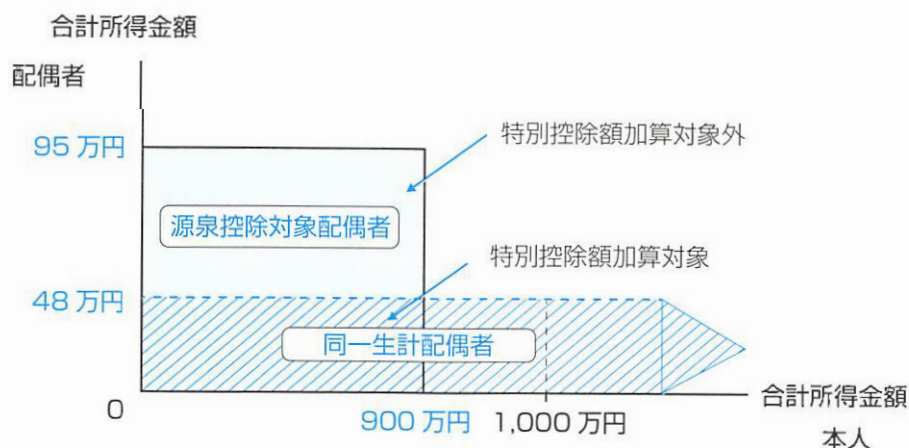 合計所得金額
配偶者
95 万円
特別控除額加算対象外
源泉控除対象配偶者
特別控除額加算対象
48 万円
同一生計配偶者
0
900 万円
1,000 万円
合計所得金額
本人